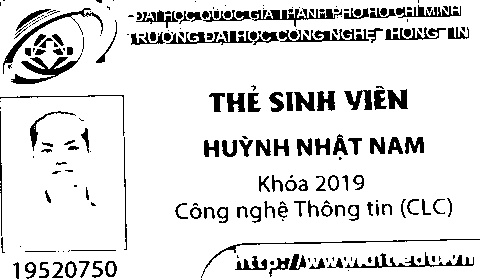 ĐẠI HỌC QUỐC GIA THÀNH PHỐ HỒ CHÍ MINH
TRƯỜNG ĐẠI HỌC CÔNG NGHỆ THÔNG TIN
THẺ SINH VIÊN
HUỲNH NHẬT NAM
Khóa 2019
Công nghệ Thông tin (CLC)
19520750
http://www.uit.edu.vn